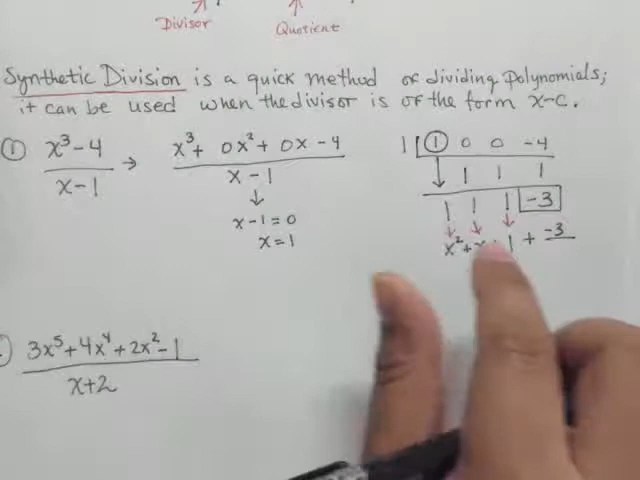 Divisor
Quotient
Synthetic Division is a quick method of dividing Polynomials;
it can be used when the divisor is of the form x-c.
① x³-4 / x-1 → x³+ 0x²+ 0x -4 / x-1
↓
x-1=0
x=1
1 | ① 0 0 -4
↓ 1 1 1
1 1 1 -3
x²+x+1 + -3
3x⁵+4x⁴+2x²-1 / x+2